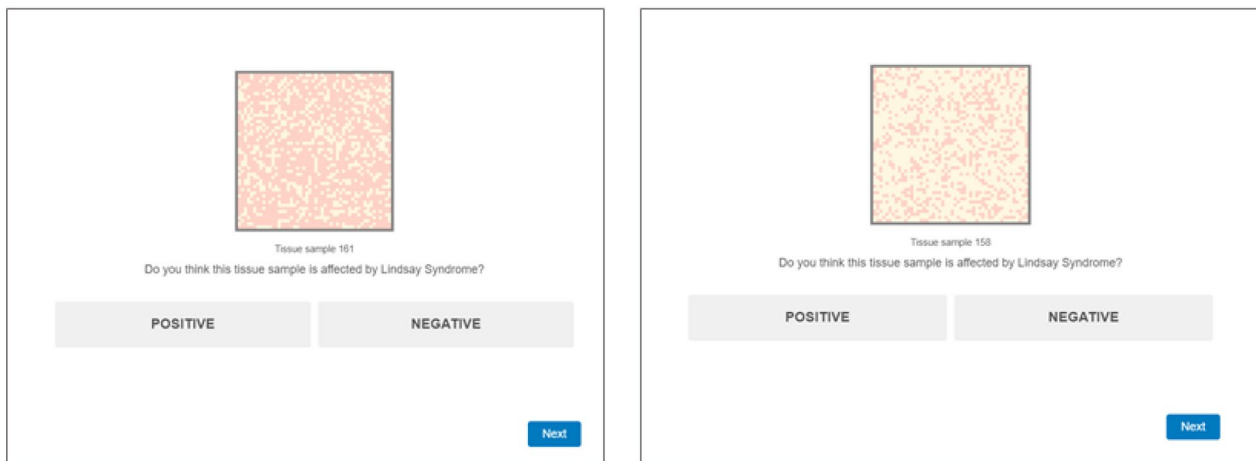 Tissue sample 161
Do you think this tissue sample is affected by Lindsay Syndrome?
POSITIVE
NEGATIVE
Next
Tissue sample 158
Do you think this tissue sample is affected by Lindsay Syndrome?
POSITIVE
NEGATIVE
Next